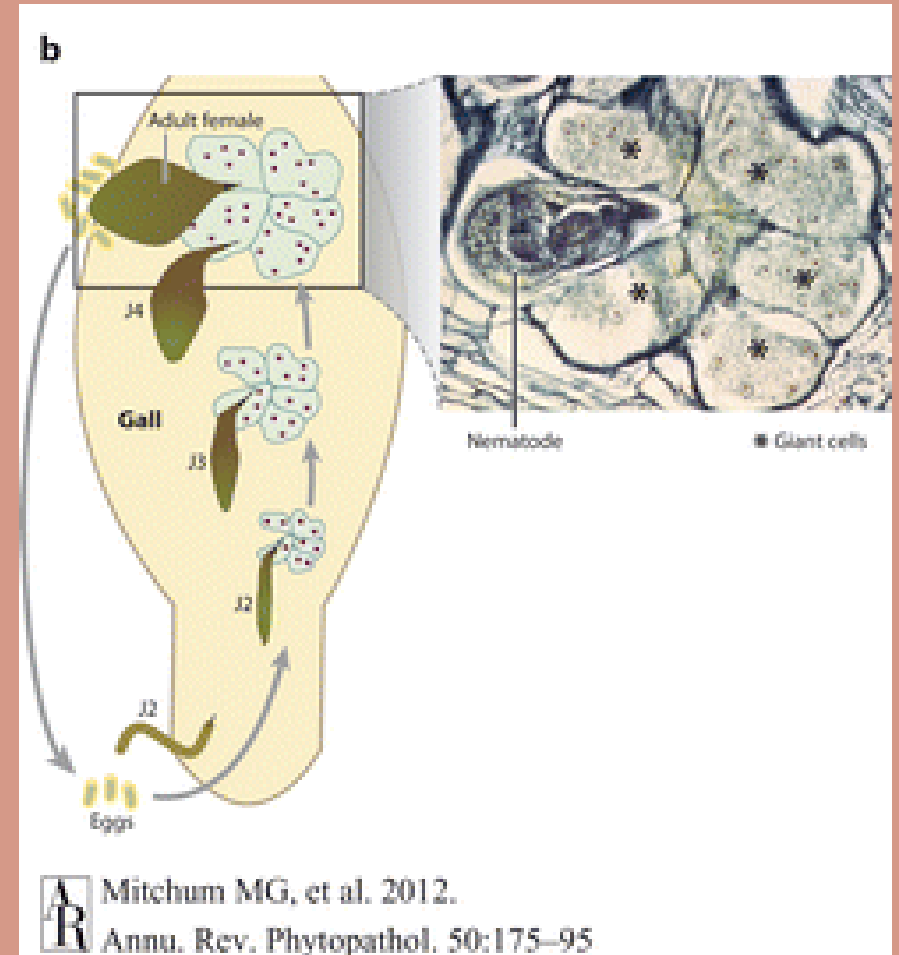 b
Adult female
J4
Gall
J3
J2
J2
Eggs
Nematode
* Giant cells
AR
Mitchum MG, et al. 2012.
Annu. Rev. Phytopathol. 50:175–95